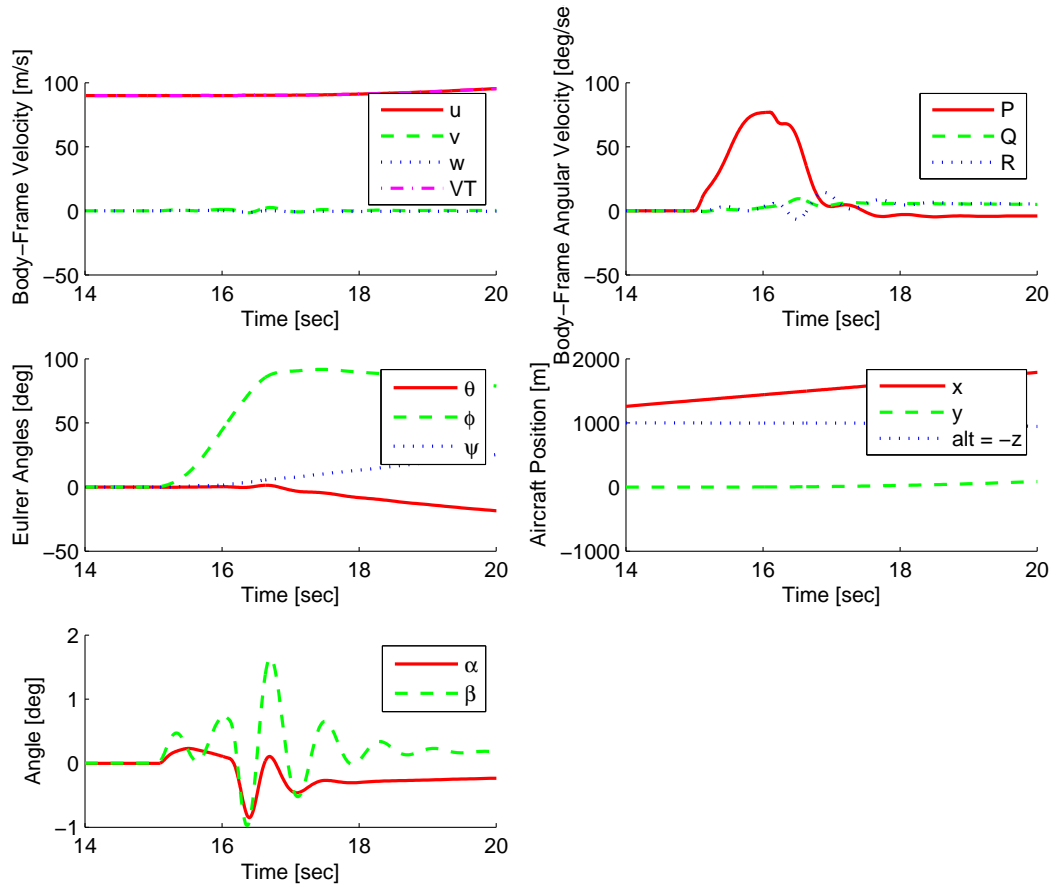 Body-Frame Velocity [m/s]
100
50
0
-50
14
16
18
20
Time [sec]
u
v
w
VT
Body-Frame Angular Velocity [deg/se
100
50
0
-50
14
16
18
20
Time [sec]
P
Q
R
Eulrer Angles [deg]
100
50
0
-50
14
16
18
20
Time [sec]
θ
ϕ
ψ
Aircraft Position [m]
2000
1000
0
-1000
14
16
18
20
Time [sec]
x
y
alt = -z
Angle [deg]
2
1
0
-1
14
16
18
20
Time [sec]
α
β